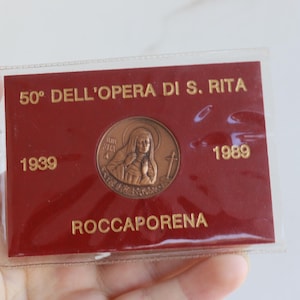 50° DELL'OPERA DI S. RITA
1939
1989
ROCCAPORENA